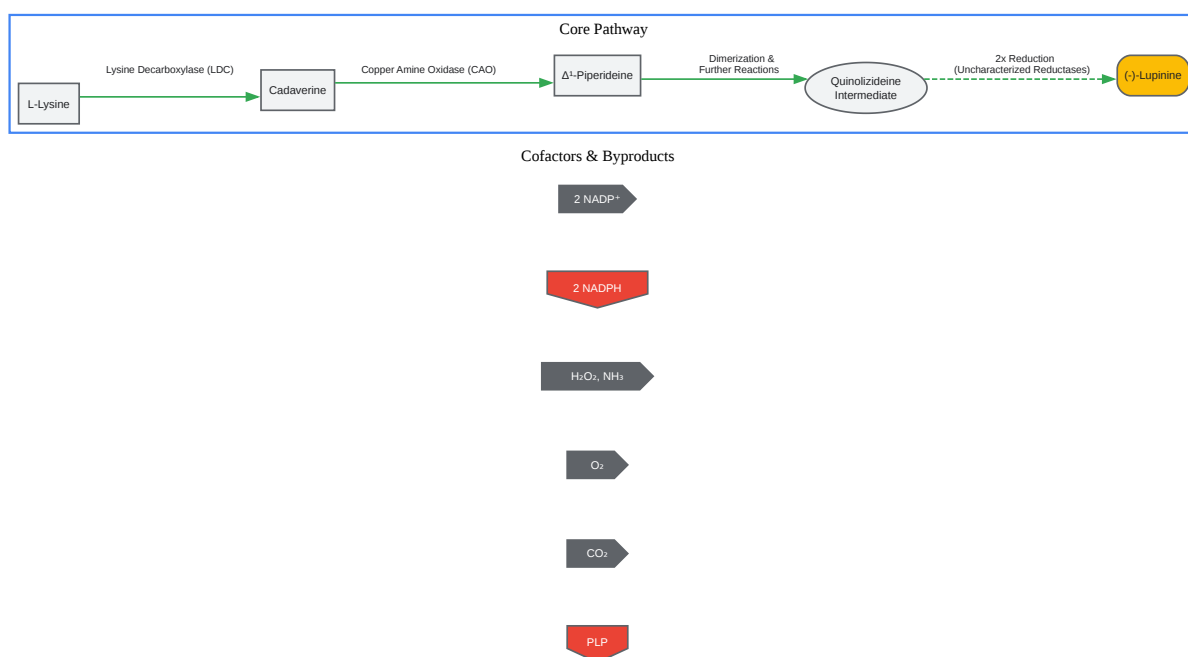 Core Pathway
L-Lysine
Lysine Decarboxylase (LDC)
Cadaverine
Copper Amine Oxidase (CAO)
Δ¹-Piperideine
Dimerization &
Further Reactions
Quinolizideine
Intermediate
2x Reduction
(Uncharacterized Reductases)
(-)-Lupinine
Cofactors & Byproducts
2 NADP⁺
2 NADPH
H₂O₂, NH₃
O₂
CO₂
PLP